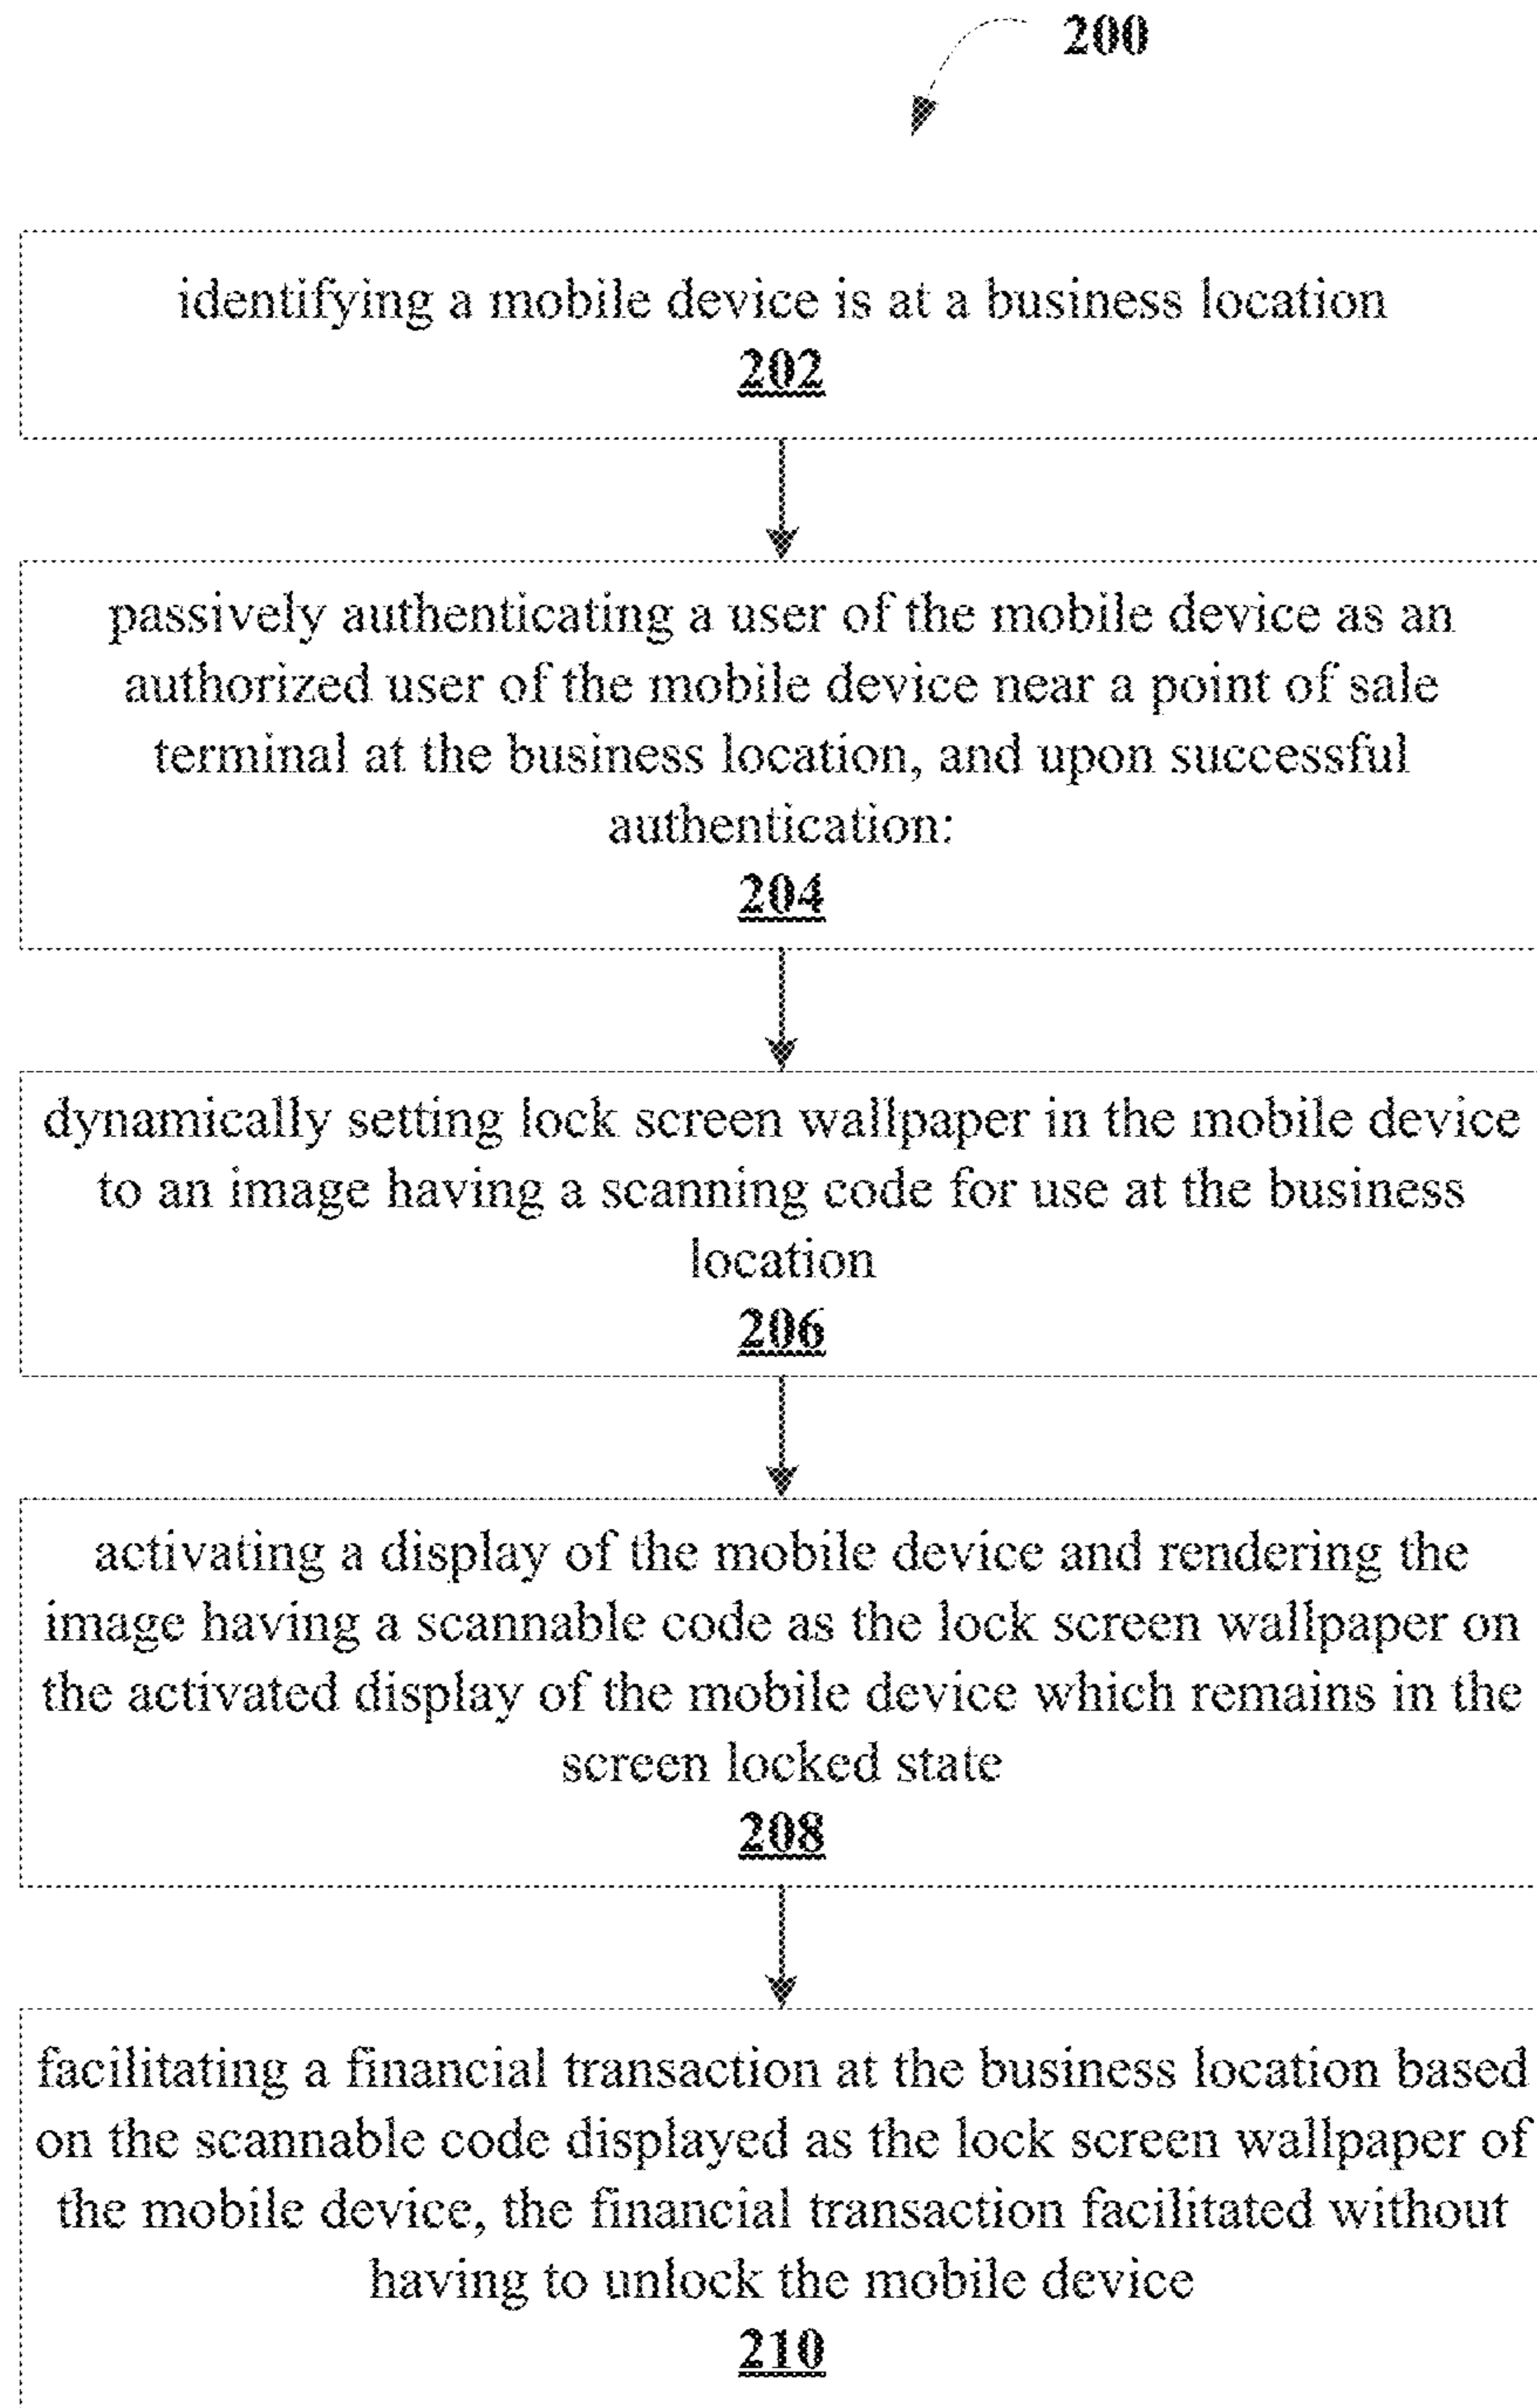 200
identifying a mobile device is at a business location
202
passively authenticating a user of the mobile device as an
authorized user of the mobile device near a point of sale
terminal at the business location, and upon successful
authentication:
204
dynamically setting lock screen wallpaper in the mobile device
to an image having a scanning code for use at the business
location
206
activating a display of the mobile device and rendering the
image having a scannable code as the lock screen wallpaper on
the activated display of the mobile device which remains in the
screen locked state
208
facilitating a financial transaction at the business location based
on the scannable code displayed as the lock screen wallpaper of
the mobile device, the financial transaction facilitated without
having to unlock the mobile device
210